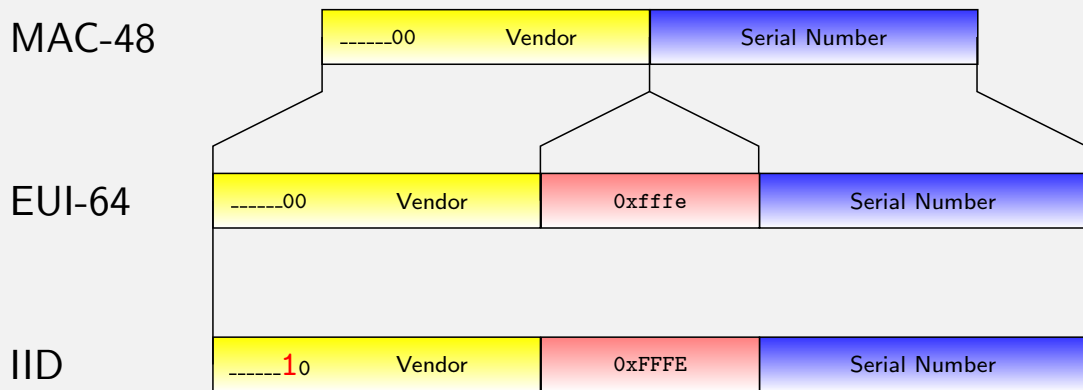 MAC-48 ______00 Vendor Serial Number
EUI-64 ______00 Vendor 0xfffe Serial Number
IID ______10 Vendor 0xFFFE Serial Number